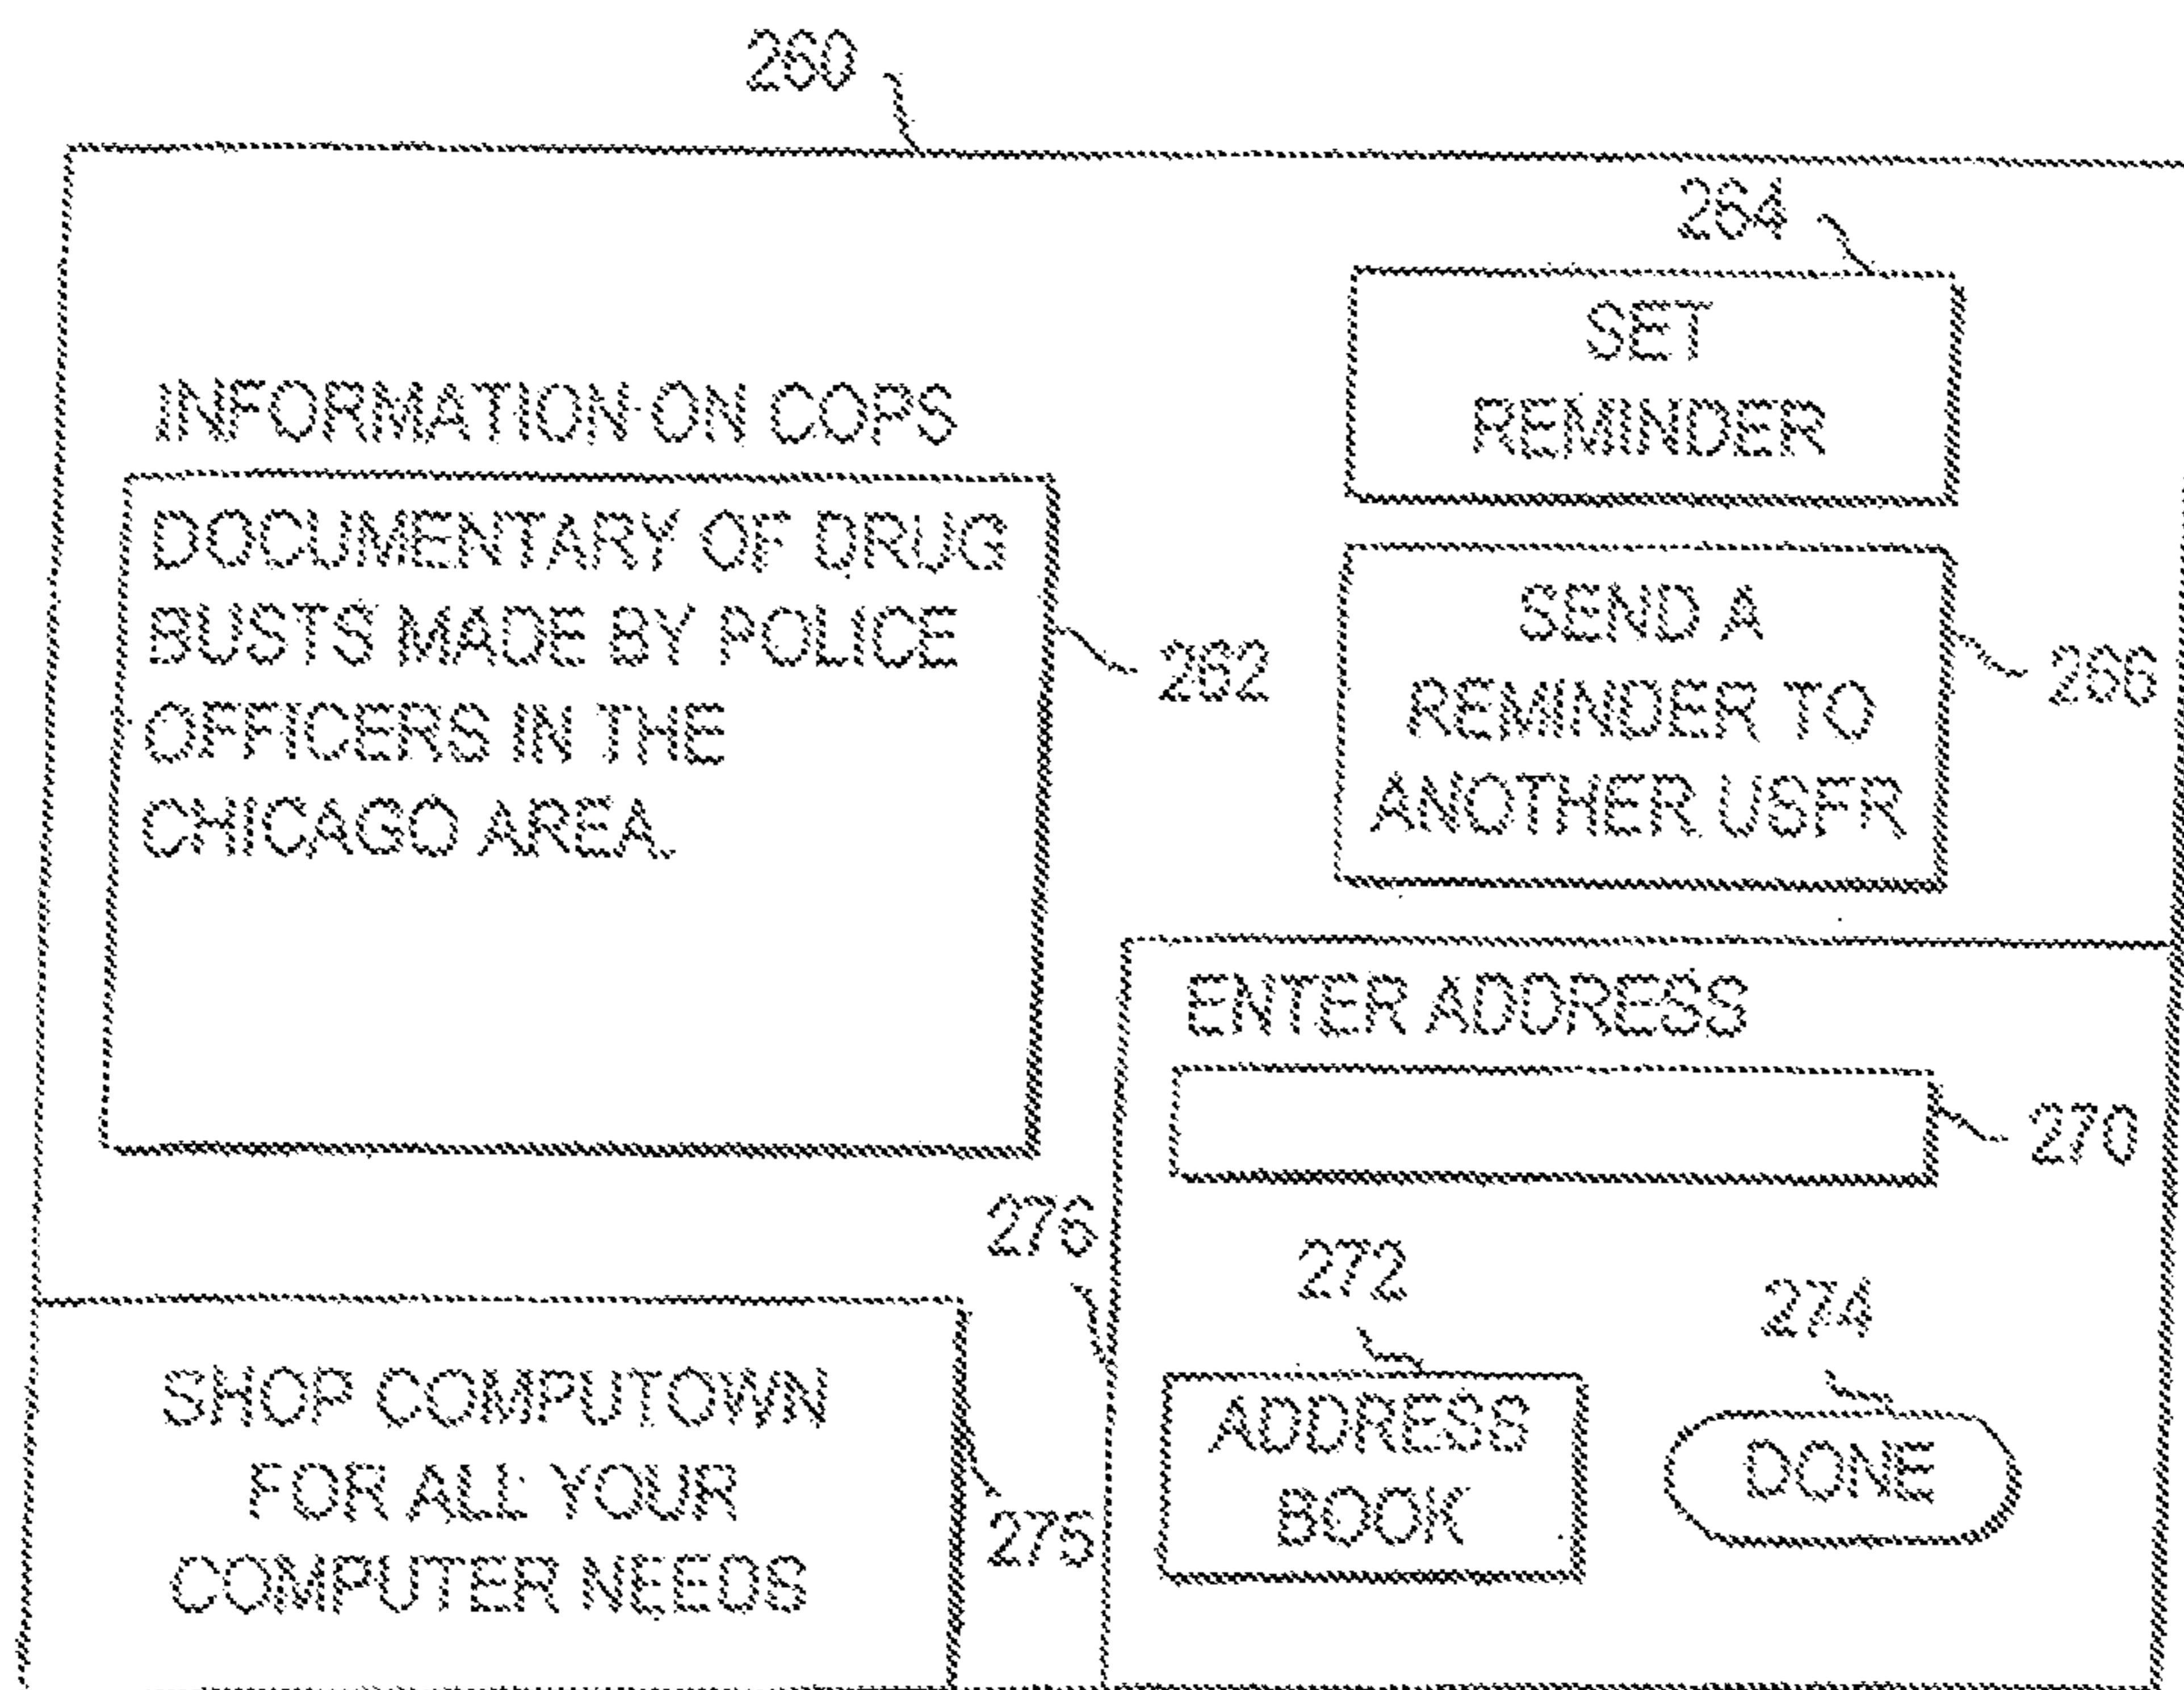 260
264
SET
REMINDER
INFORMATION ON COPS
DOCUMENTARY OF DRUG
BUSTS MADE BY POLICE
OFFICERS IN THE
CHICAGO AREA.
262
SEND A
REMINDER TO
ANOTHER USER
266
ENTER ADDRESS
270
276
272
274
ADDRESS
BOOK
DONE
SHOP COMPUTOWN
FOR ALL YOUR
COMPUTER NEEDS
275